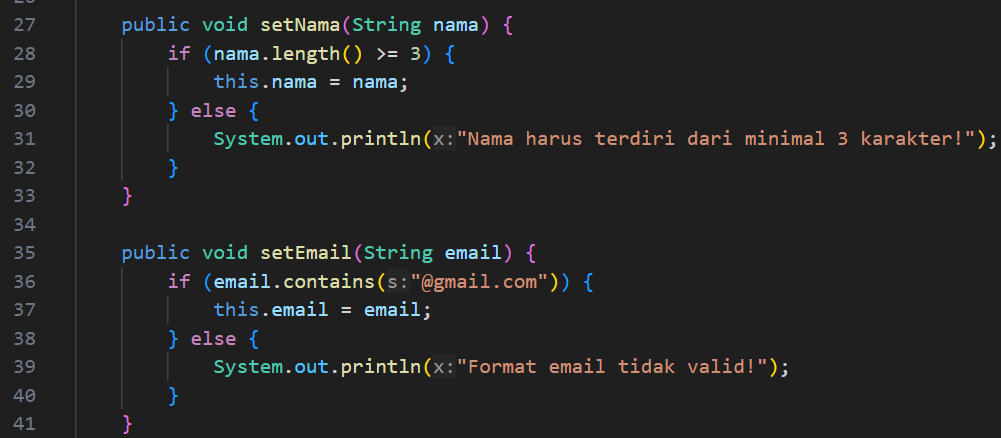 27 public void setNama(String nama) {
28 if (nama.length() >= 3) {
29 this.nama = nama;
30 } else {
31 System.out.println(x:"Nama harus terdiri dari minimal 3 karakter!");
32 }
33 }
34
35 public void setEmail(String email) {
36 if (email.contains(s:"@gmail.com")) {
37 this.email = email;
38 } else {
39 System.out.println(x:"Format email tidak valid!");
40 }
41 }